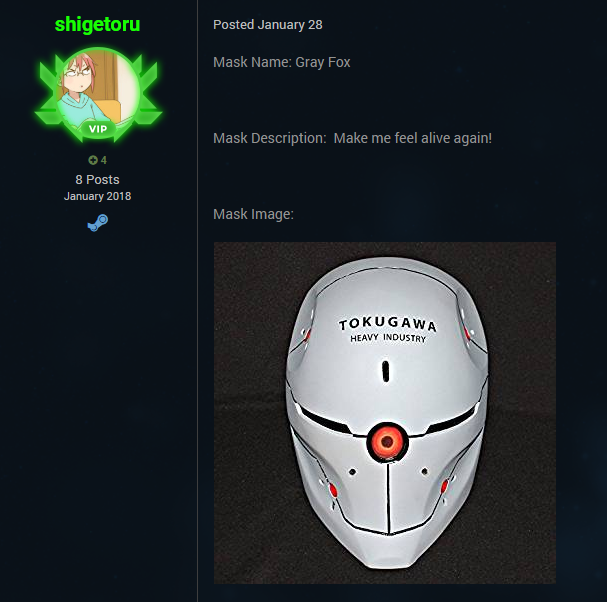 shigetoru
VIP
4
8 Posts
January 2018
Posted January 28
Mask Name: Gray Fox
Mask Description:  Make me feel alive again!
Mask Image:
TOKUGAWA
HEAVY INDUSTRY